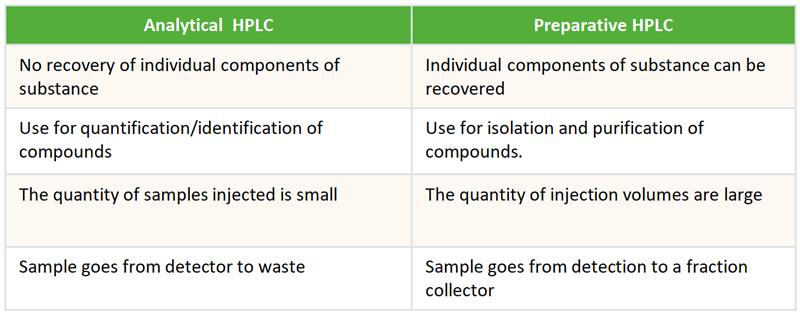 Analytical  HPLC
Preparative HPLC
No recovery of individual components of
substance
Individual components of substance can be
recovered
Use for quantification/identification of
compounds
Use for isolation and purification of
compounds.
The quantity of samples injected is small
The quantity of injection volumes are large
Sample goes from detector to waste
Sample goes from detection to a fraction
collector